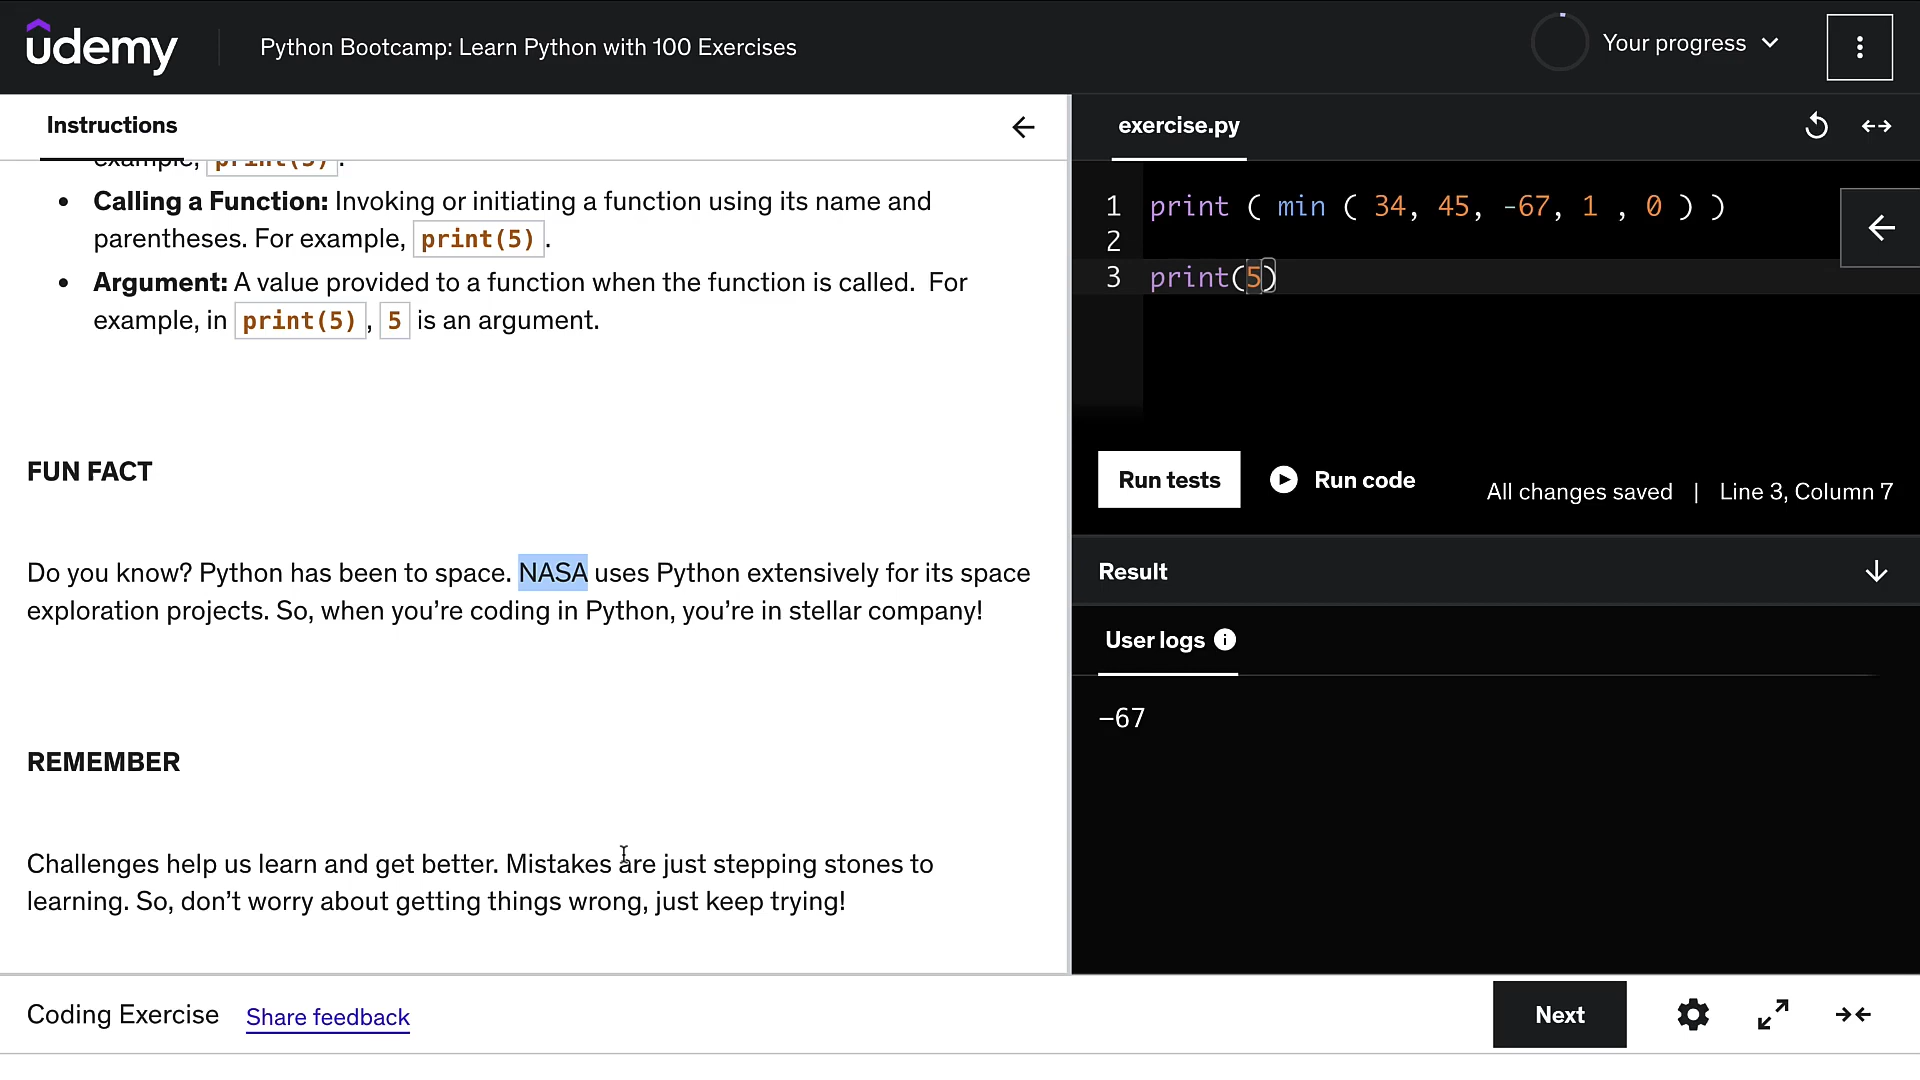 udemy
Python Bootcamp: Learn Python with 100 Exercises
Your progress
Instructions
example, print(5) .
• Calling a Function: Invoking or initiating a function using its name and
parentheses. For example, print(5) .
• Argument: A value provided to a function when the function is called. For
example, in print(5) , 5 is an argument.
FUN FACT
Do you know? Python has been to space. NASA uses Python extensively for its space
exploration projects. So, when you’re coding in Python, you’re in stellar company!
REMEMBER
Challenges help us learn and get better. Mistakes are just stepping stones to
learning. So, don’t worry about getting things wrong, just keep trying!
exercise.py
1 print ( min ( 34, 45, -67, 1 , 0 ) )
2
3 print(5)
Run tests
Run code
All changes saved | Line 3, Column 7
Result
User logs
-67
Coding Exercise
Share feedback
Next